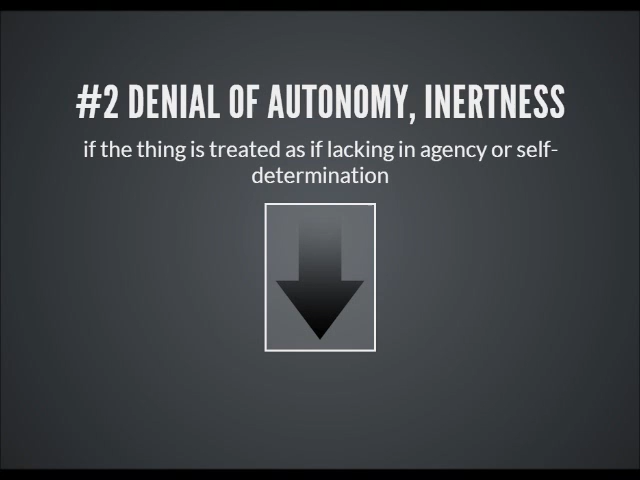 #2 DENIAL OF AUTONOMY, INERTNESS
if the thing is treated as if lacking in agency or self-
determination